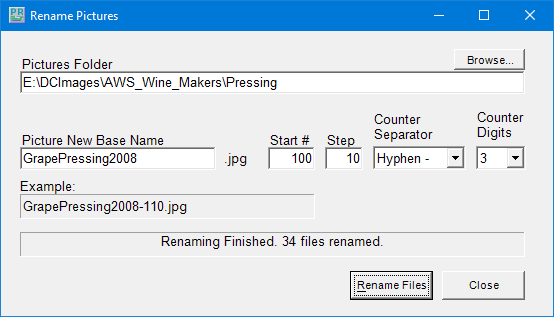 Rename Pictures
Pictures Folder
Browse...
E:\DCImages\AWS_Wine_Makers\Pressing
Picture New Base Name
Start #
Step
Counter
Separator
Counter
Digits
GrapePressing2008
.jpg
100
10
Hyphen -
3
Example:
GrapePressing2008-110.jpg
Renaming Finished. 34 files renamed.
Rename Files
Close